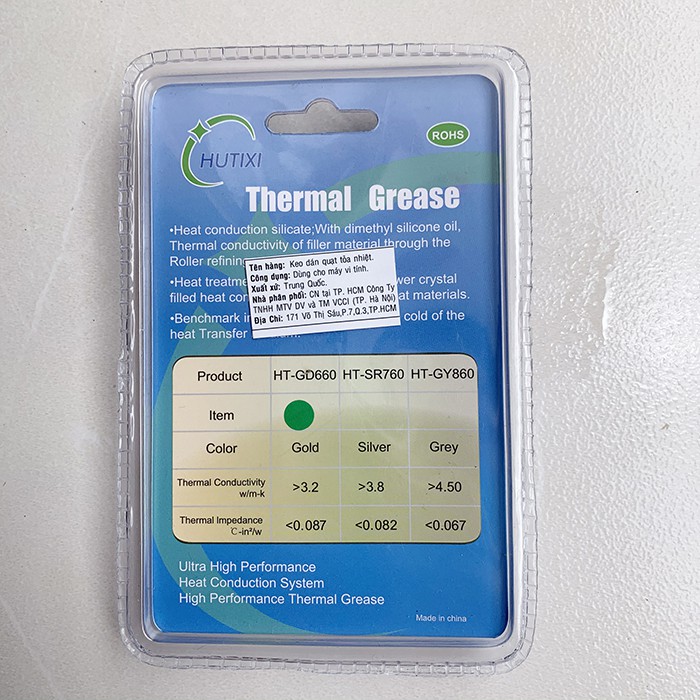 HUTIXI
ROHS
Thermal Grease
•Heat conduction silicate;With dimethyl silicone oil,
Thermal conductivity of filler material through the
Roller refining
•Heat treatme wer crystal
filled heat con at materials.
•Benchmark in cold of the
heat Transfer
Tên hàng: Keo dán quạt tỏa nhiệt.
Công dụng: Dùng cho máy vi tính.
Xuất xứ: Trung Quốc.
Nhà phân phối: CN tại TP. HCM Công Ty
TNHH MTV DV và TM VCCI (TP. Hà Nội)
Địa Chỉ: 171 Võ Thị Sáu,P.7,Q.3,TP.HCM
Product HT-GD660 HT-SR760 HT-GY860
Item
Color Gold Silver Grey
Thermal Conductivity
w/m-k >3.2 >3.8 >4.50
Thermal Impedance
℃-in²/w <0.087 <0.082 <0.067
Ultra High Performance
Heat Conduction System
High Performance Thermal Grease
Made in china